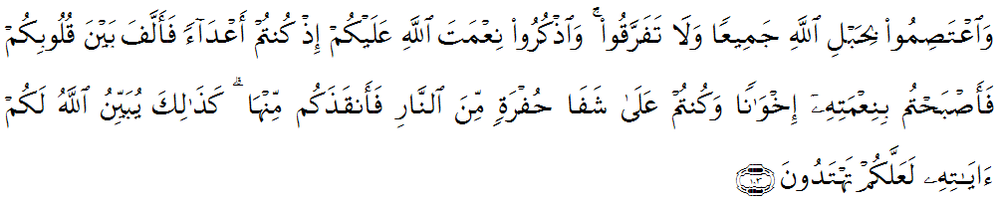 وَٱعۡتَصِمُواْ بِحَبۡلِ ٱللَّهِ جَمِيعٗا وَلَا تَفَرَّقُواْۚ وَٱذۡكُرُواْ نِعۡمَتَ ٱللَّهِ عَلَيۡكُمۡ إِذۡ كُنتُمۡ أَعۡدَآءٗ فَأَلَّفَ بَيۡنَ قُلُوبِكُمۡ
فَأَصۡبَحۡتُم بِنِعۡمَتِهِۦٓ إِخۡوَٰنٗا وَكُنتُمۡ عَلَىٰ شَفَا حُفۡرَةٖ مِّنَ ٱلنَّارِ فَأَنقَذَكُم مِّنۡهَاۗ كَذَٰلِكَ يُبَيِّنُ ٱللَّهُ لَكُمۡ
ءَايَٰتِهِۦ لَعَلَّكُمۡ تَهۡتَدُونَ ١٠٣